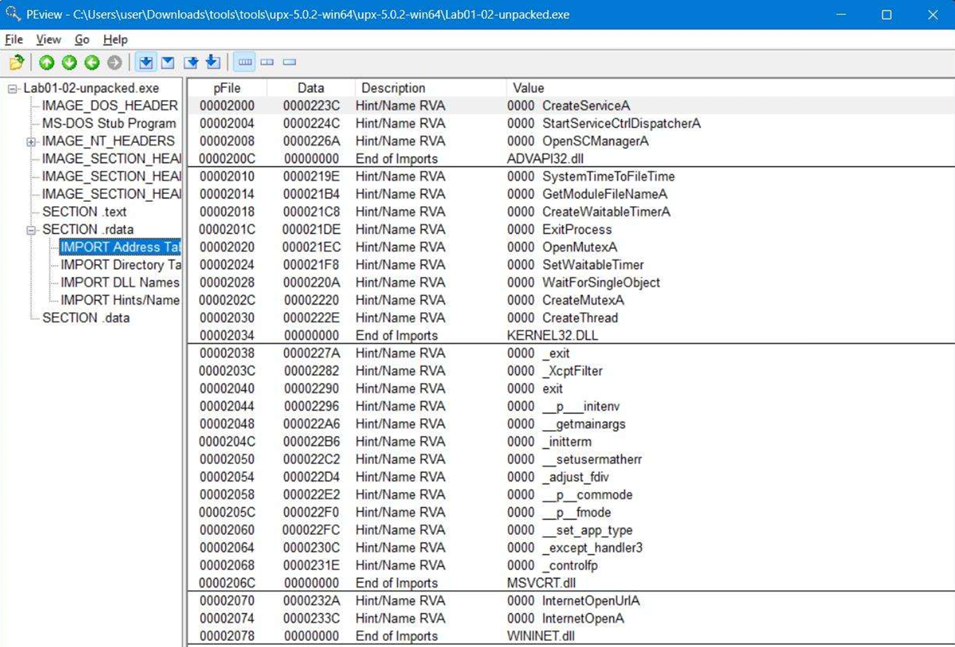 PEview - C:\Users\user\Downloads\tools\tools\upx-5.0.2-win64\upx-5.0.2-win64\Lab01-02-unpacked.exe
File View Go Help
Lab01-02-unpacked.exe
IMAGE_DOS_HEADER
MS-DOS Stub Program
IMAGE_NT_HEADERS
IMAGE_SECTION_HEA
IMAGE_SECTION_HEA
IMAGE_SECTION_HEA
SECTION .text
SECTION .rdata
IMPORT Address Tal
IMPORT Directory Ta
IMPORT DLL Names
IMPORT Hints/Name
SECTION .data
pFile Data Description Value
00002000 0000223C Hint/Name RVA 0000 CreateServiceA
00002004 0000224C Hint/Name RVA 0000 StartServiceCtrlDispatcherA
00002008 0000226A Hint/Name RVA 0000 OpenSCManagerA
0000200C 00000000 End of Imports ADVAPI32.dll
00002010 0000219E Hint/Name RVA 0000 SystemTimeToFileTime
00002014 000021B4 Hint/Name RVA 0000 GetModuleFileNameA
00002018 000021C8 Hint/Name RVA 0000 CreateWaitableTimerA
0000201C 000021DE Hint/Name RVA 0000 ExitProcess
00002020 000021EC Hint/Name RVA 0000 OpenMutexA
00002024 000021F8 Hint/Name RVA 0000 SetWaitableTimer
00002028 0000220A Hint/Name RVA 0000 WaitForSingleObject
0000202C 00002220 Hint/Name RVA 0000 CreateMutexA
00002030 0000222E Hint/Name RVA 0000 CreateThread
00002034 00000000 End of Imports KERNEL32.DLL
00002038 0000227A Hint/Name RVA 0000 _exit
0000203C 00002282 Hint/Name RVA 0000 _XcptFilter
00002040 00002290 Hint/Name RVA 0000 exit
00002044 00002296 Hint/Name RVA 0000 __p___initenv
00002048 000022A6 Hint/Name RVA 0000 __getmainargs
0000204C 000022B6 Hint/Name RVA 0000 _initterm
00002050 000022C2 Hint/Name RVA 0000 __setusermatherr
00002054 000022D4 Hint/Name RVA 0000 _adjust_fdiv
00002058 000022E2 Hint/Name RVA 0000 __p__commode
0000205C 000022F0 Hint/Name RVA 0000 __p__fmode
00002060 000022FC Hint/Name RVA 0000 __set_app_type
00002064 0000230C Hint/Name RVA 0000 _except_handler3
00002068 0000231E Hint/Name RVA 0000 _controlfp
0000206C 00000000 End of Imports MSVCRT.dll
00002070 0000232A Hint/Name RVA 0000 InternetOpenUrlA
00002074 0000233C Hint/Name RVA 0000 InternetOpenA
00002078 00000000 End of Imports WININET.dll